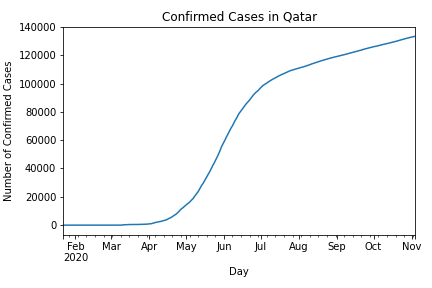 Confirmed Cases in Qatar
140000
120000
100000
80000
60000
40000
20000
0
Number of Confirmed Cases
Feb Mar Apr May Jun Jul Aug Sep Oct Nov
2020
Day